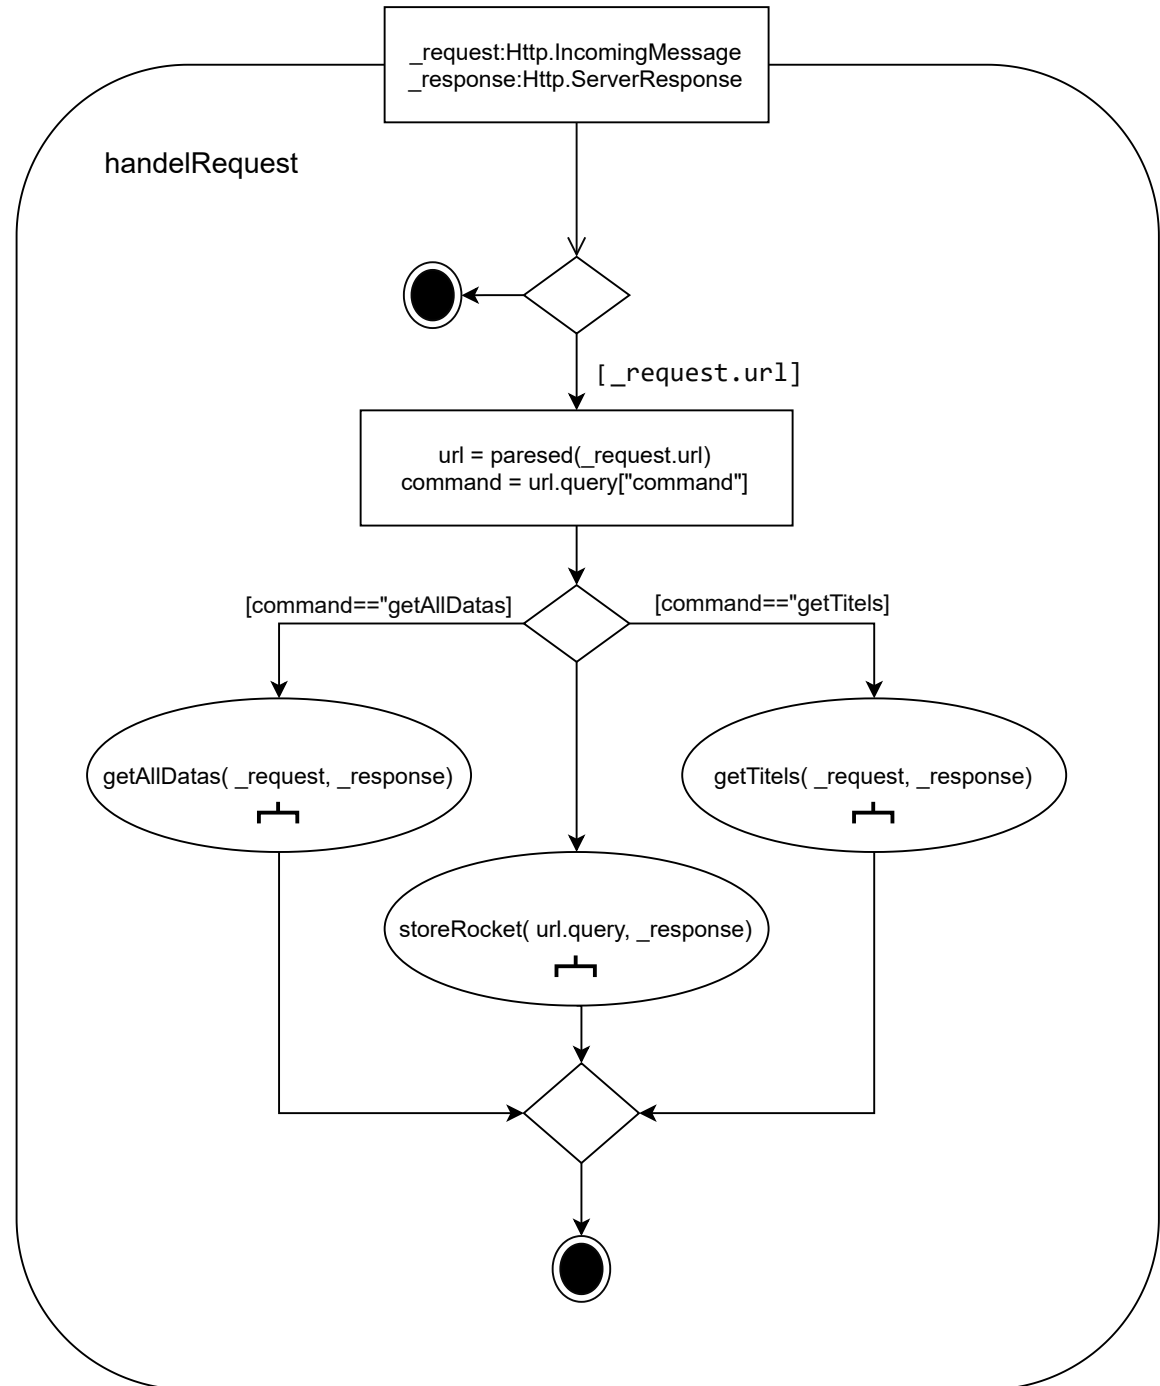 _request:Http.IncomingMessage
_response:Http.ServerResponse
handelRequest
[_request.url]
url = paresed(_request.url)
command = url.query["command"]
[command=="getAllDatas]
[command=="getTitels]
getAllDatas( _request, _response)
getTitels( _request, _response)
storeRocket( url.query, _response)